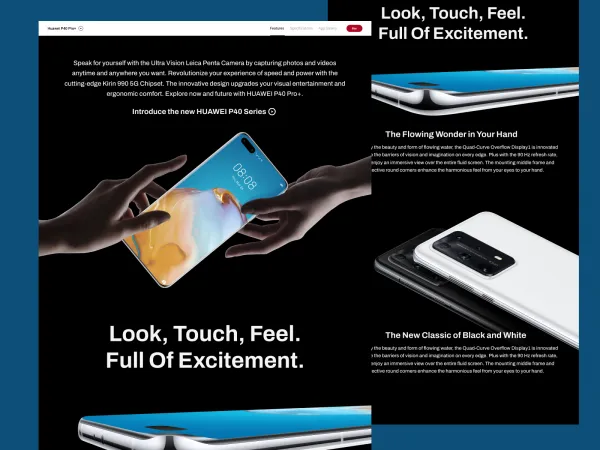 HUAWEI P40 Pro+
Features
Specifications
Buy
Speak for yourself with the Ultra Vision Leica Penta Camera by capturing photos and videos
anytime and anywhere you want. Revolutionize your experience of speed and power with the
cutting-edge Kirin 990 5G Chipset. The innovative design upgrades your visual entertainment and
ergonomic comfort. Explore now and future with HUAWEI P40 Pro+.
Introduce the new HUAWEI P40 Series
08:08
Look, Touch, Feel.
Full Of Excitement.
Look, Touch, Feel.
Full Of Excitement.
The Flowing Wonder in Your Hand
the beauty and form of flowing water, the Quad-Curve Overflow Display1 is innovated
the barriers of vision and imagination on every edge. Plus with the 90 Hz refresh rate,
enjoy an immersive view over the entire fluid screen. The mounting middle frame and
ective round corners enhance the harmonious feel from your eyes to your hand.
The New Classic of Black and White
the beauty and form of flowing water, the Quad-Curve Overflow Display1 is innovated
the barriers of vision and imagination on every edge. Plus with the 90 Hz refresh rate,
enjoy an immersive view over the entire fluid screen. The mounting middle frame and
ective round corners enhance the harmonious feel from your eyes to your hand.